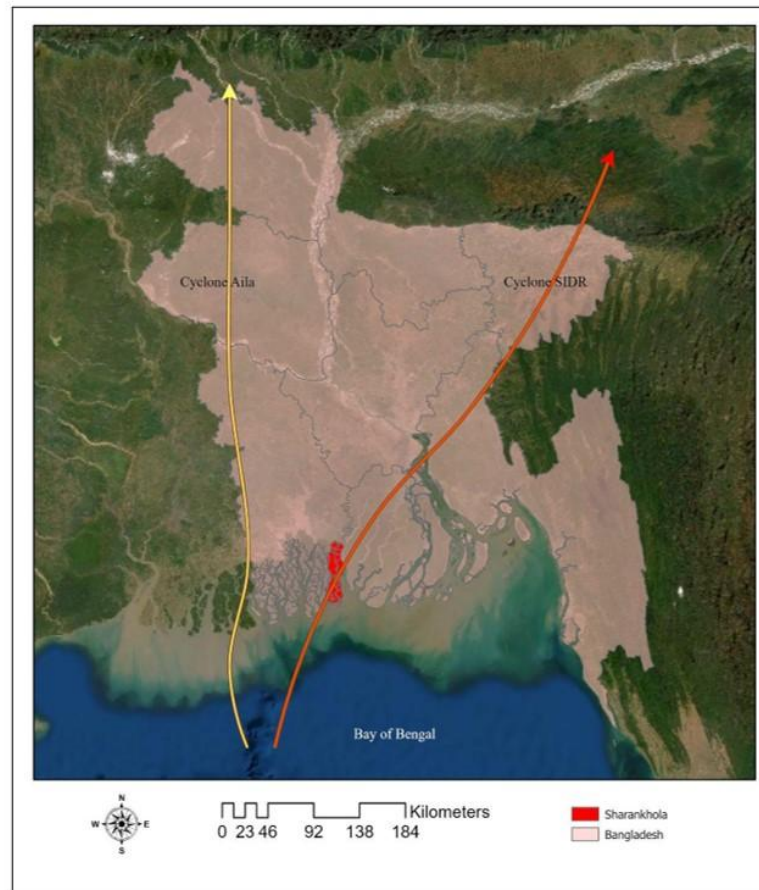 Cyclone Aila
Cyclone SIDR
Bay of Bengal
N
W
E
S
Kilometers
0 23 46 92 138 184
Sharankhola
Bangladesh